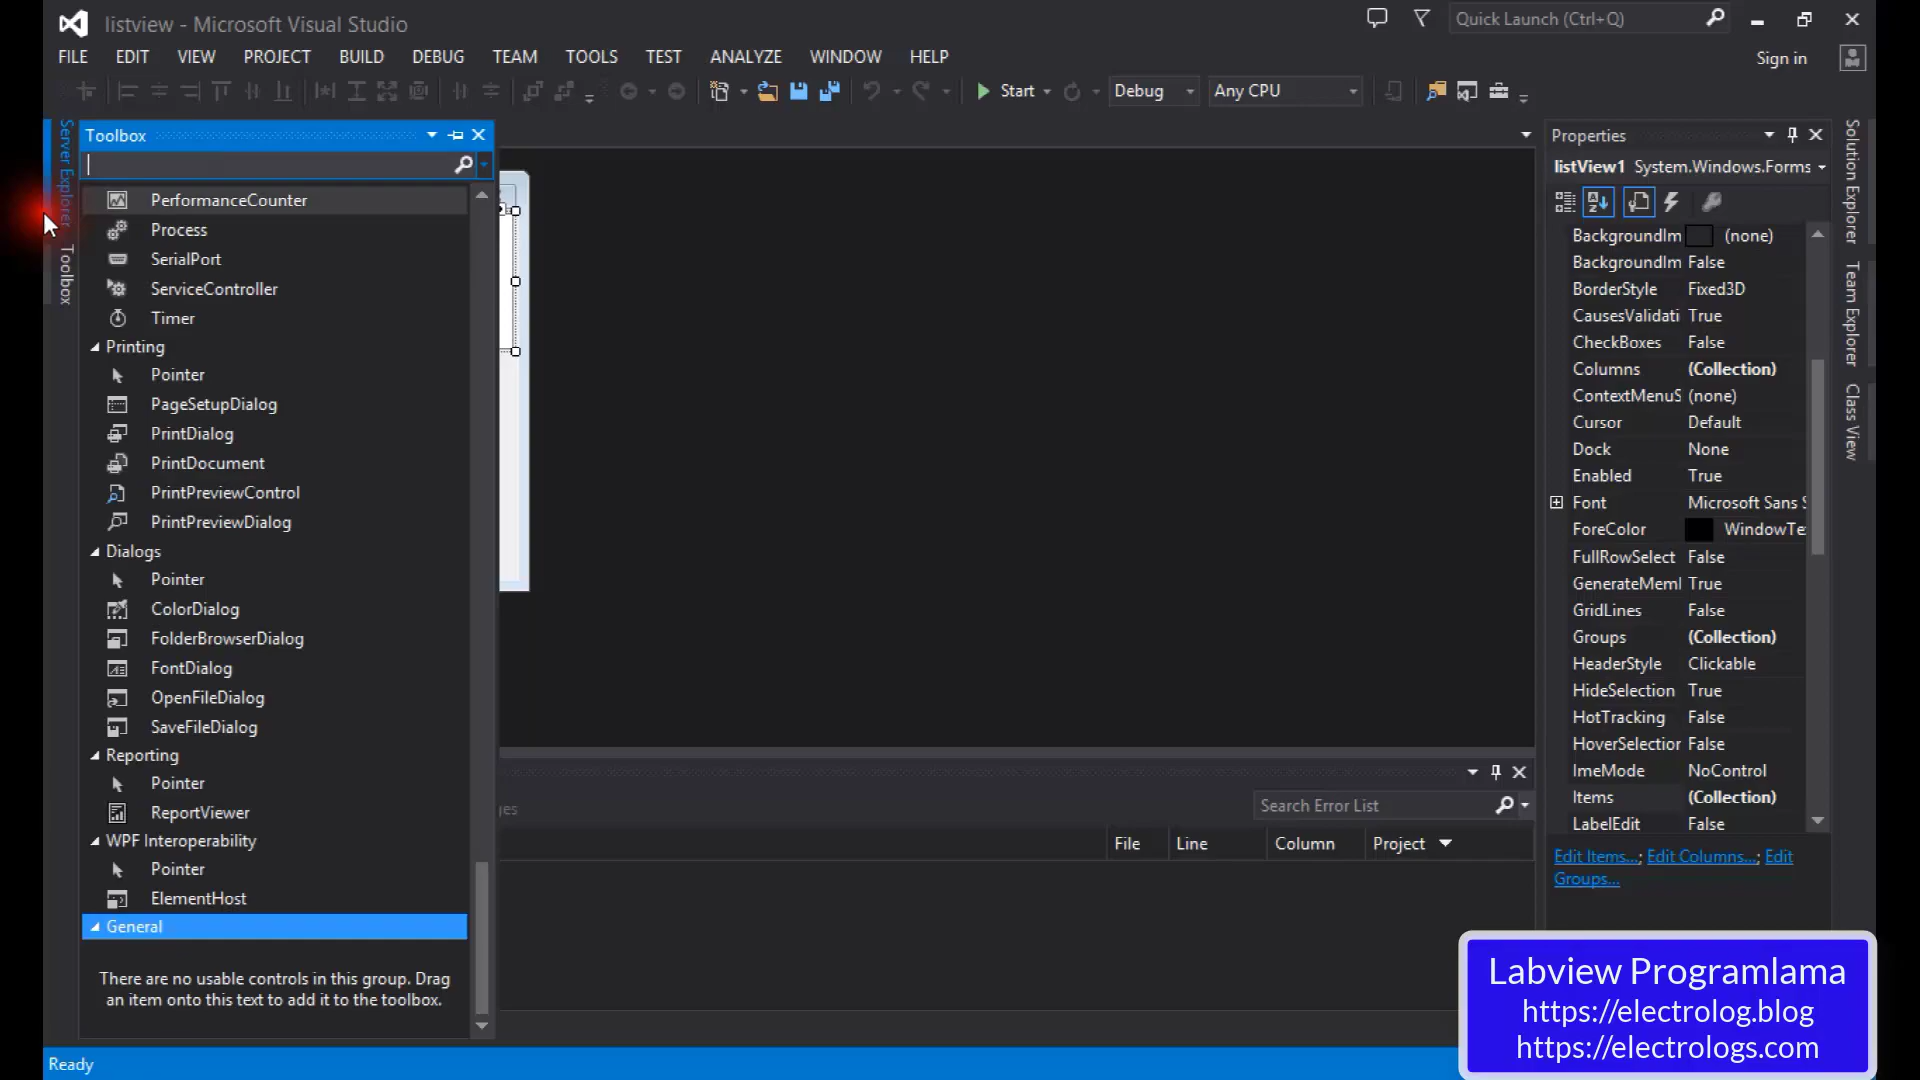 listview - Microsoft Visual Studio
Quick Launch (Ctrl+Q)
FILE EDIT VIEW PROJECT BUILD DEBUG TEAM TOOLS TEST ANALYZE WINDOW HELP
Sign in
Start Debug Any CPU
Server Explorer
Toolbox
Toolbox
PerformanceCounter
Process
SerialPort
ServiceController
Timer
Printing
Pointer
PageSetupDialog
PrintDialog
PrintDocument
PrintPreviewControl
PrintPreviewDialog
Dialogs
Pointer
ColorDialog
FolderBrowserDialog
FontDialog
OpenFileDialog
SaveFileDialog
Reporting
Pointer
ReportViewer
WPF Interoperability
Pointer
ElementHost
General
There are no usable controls in this group. Drag
an item onto this text to add it to the toolbox.
ges
Search Error List
File Line Column Project
Properties
listView1 System.Windows.Forms
BackgroundIm (none)
BackgroundIm False
BorderStyle Fixed3D
CausesValidati True
CheckBoxes False
Columns (Collection)
ContextMenuS (none)
Cursor Default
Dock None
Enabled True
Font Microsoft Sans S
ForeColor WindowTe
FullRowSelect False
GenerateMeml True
GridLines False
Groups (Collection)
HeaderStyle Clickable
HideSelection True
HotTracking False
HoverSelection False
ImeMode NoControl
Items (Collection)
LabelEdit False
Edit Items...; Edit Columns...; Edit
Groups...
Solution Explorer
Team Explorer
Class View
Labview Programlama
https://electrolog.blog
https://electrologs.com
Ready